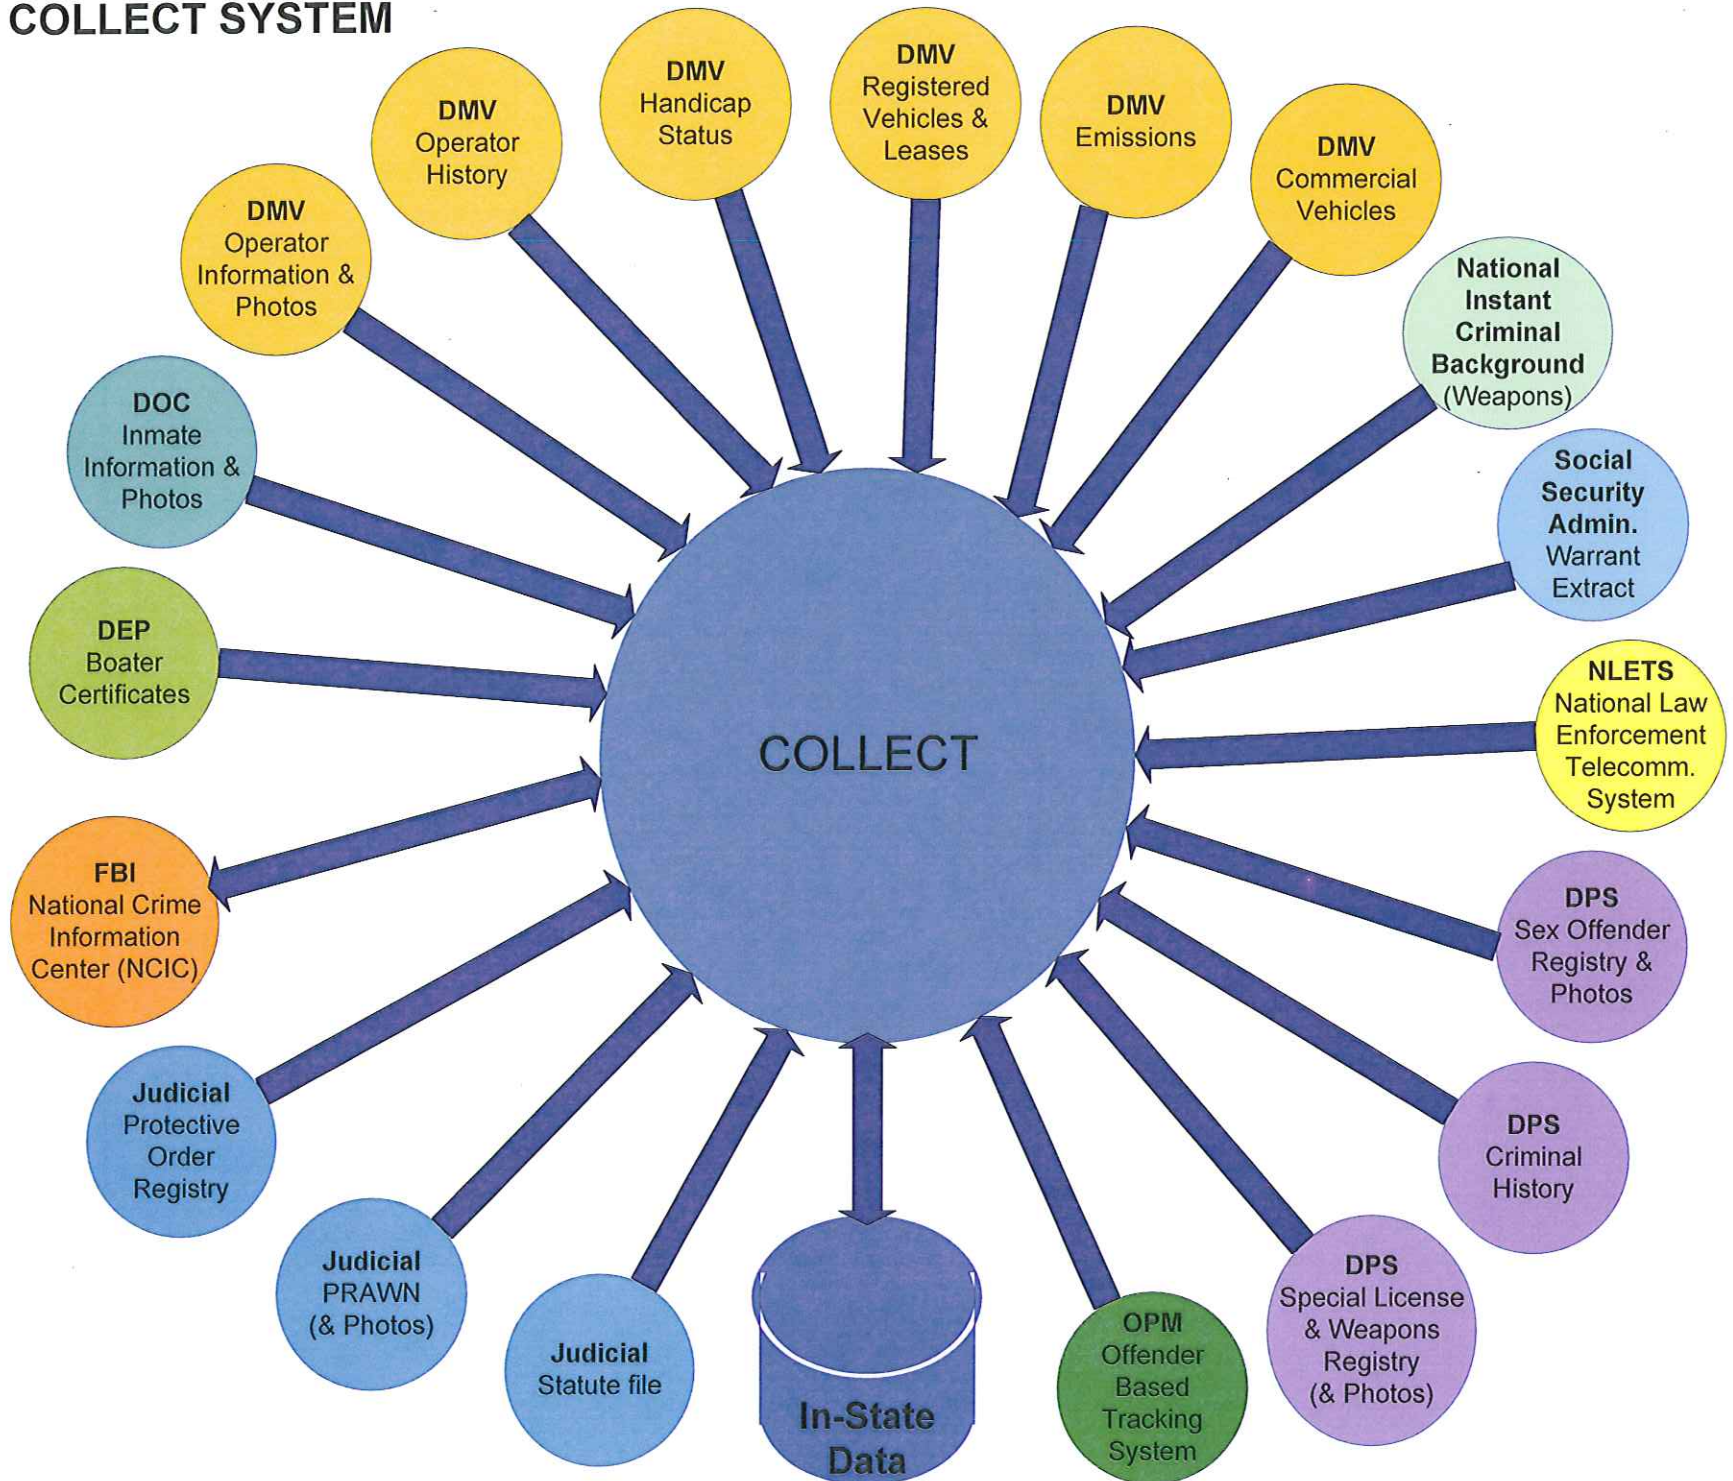 COLLECT SYSTEM
DMV
Operator
Information &
Photos
DMV
Operator
History
DMV
Handicap
Status
DMV
Registered
Vehicles &
Leases
DMV
Emissions
DMV
Commercial
Vehicles
National
Instant
Criminal
Background
(Weapons)
Social
Security
Admin.
Warrant
Extract
NLETS
National Law
Enforcement
Telecomm.
System
DPS
Sex Offender
Registry &
Photos
DPS
Criminal
History
DPS
Special License
& Weapons
Registry
(& Photos)
OPM
Offender
Based
Tracking
System
In-State
Data
Judicial
Statute file
Judicial
PRAWN
(& Photos)
Judicial
Protective
Order
Registry
FBI
National Crime
Information
Center (NCIC)
DEP
Boater
Certificates
DOC
Inmate
Information &
Photos
COLLECT